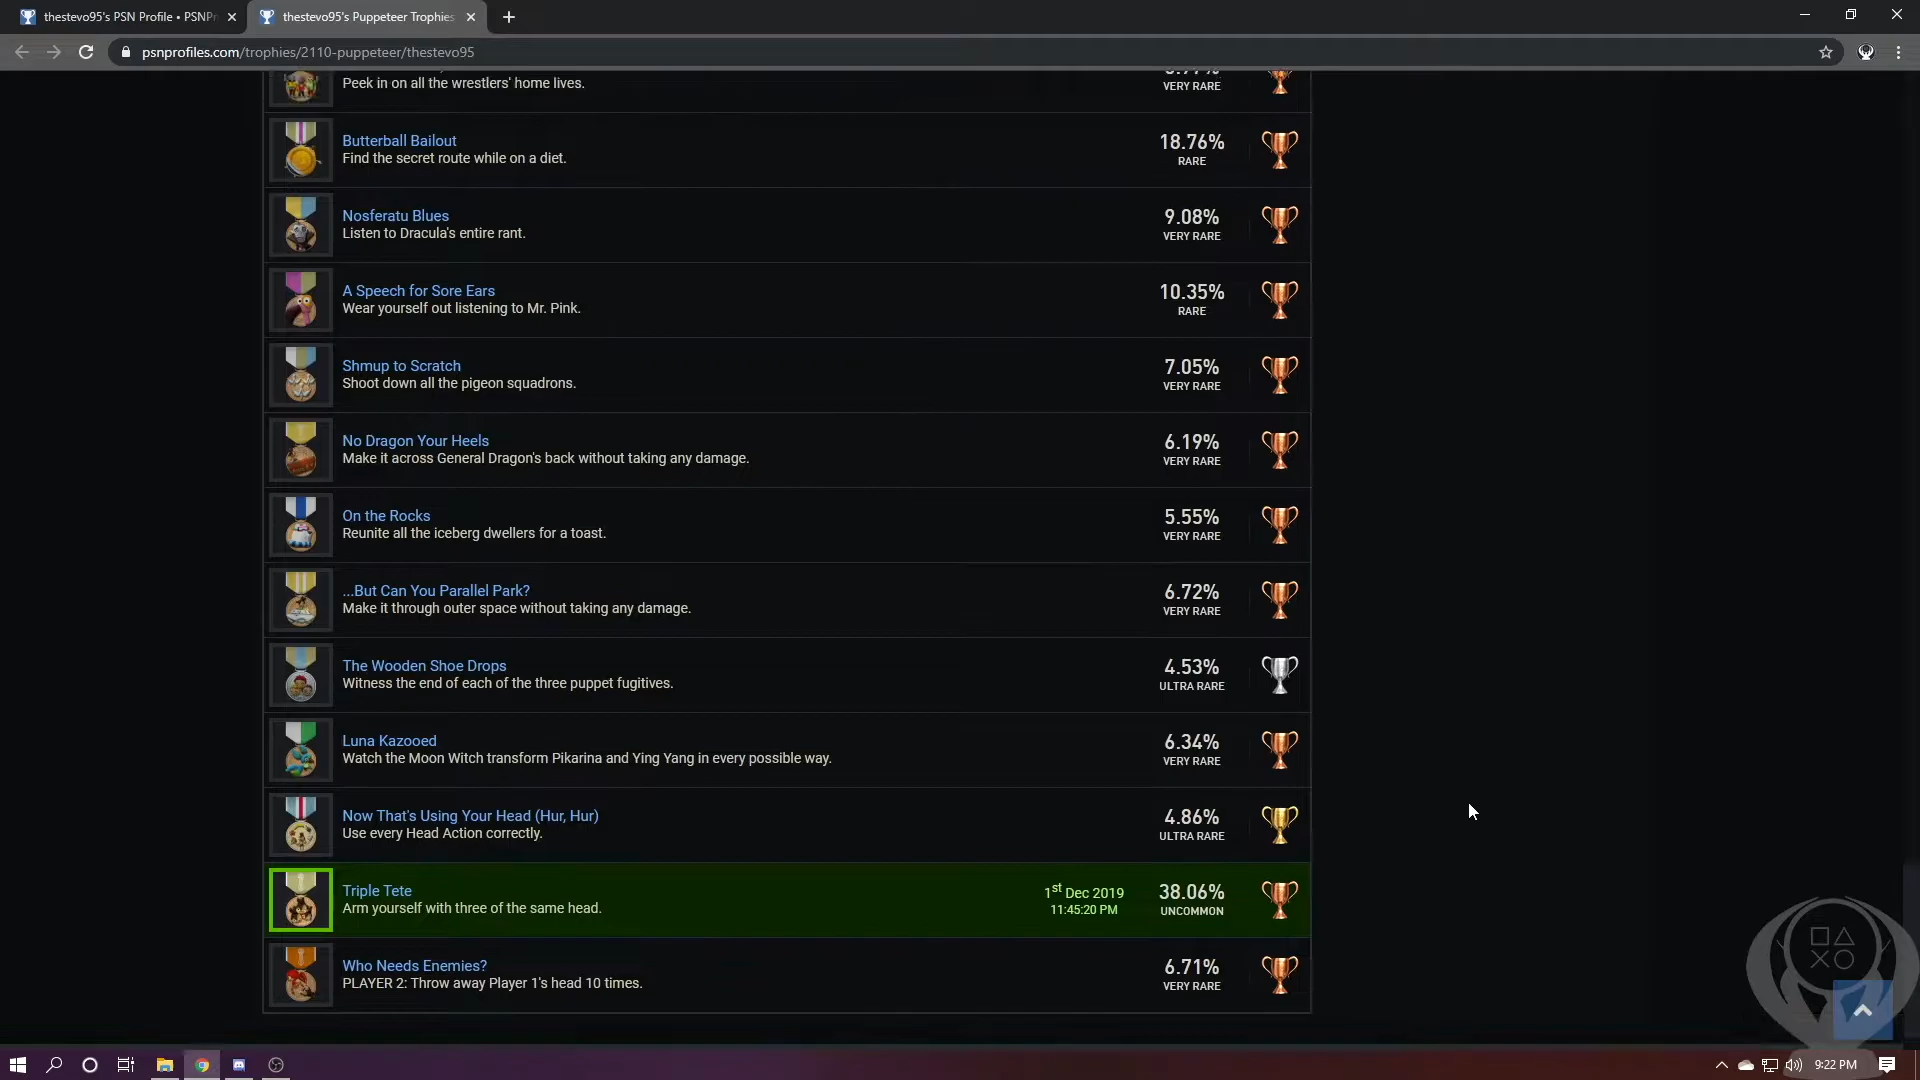 thestevo95's PSN Profile • PSNPr
thestevo95's Puppeteer Trophies
psnprofiles.com/trophies/2110-puppeteer/thestevo95
Peek in on all the wrestlers' home lives.
VERY RARE
Butterball Bailout
Find the secret route while on a diet.
18.76%
RARE
Nosferatu Blues
Listen to Dracula's entire rant.
9.08%
VERY RARE
A Speech for Sore Ears
Wear yourself out listening to Mr. Pink.
10.35%
RARE
Shmup to Scratch
Shoot down all the pigeon squadrons.
7.05%
VERY RARE
No Dragon Your Heels
Make it across General Dragon's back without taking any damage.
6.19%
VERY RARE
On the Rocks
Reunite all the iceberg dwellers for a toast.
5.55%
VERY RARE
...But Can You Parallel Park?
Make it through outer space without taking any damage.
6.72%
VERY RARE
The Wooden Shoe Drops
Witness the end of each of the three puppet fugitives.
4.53%
ULTRA RARE
Luna Kazooed
Watch the Moon Witch transform Pikarina and Ying Yang in every possible way.
6.34%
VERY RARE
Now That's Using Your Head (Hur, Hur)
Use every Head Action correctly.
4.86%
ULTRA RARE
Triple Tete
Arm yourself with three of the same head.
1st Dec 2019
11:45:20 PM
38.06%
UNCOMMON
Who Needs Enemies?
PLAYER 2: Throw away Player 1's head 10 times.
6.71%
VERY RARE
9:22 PM